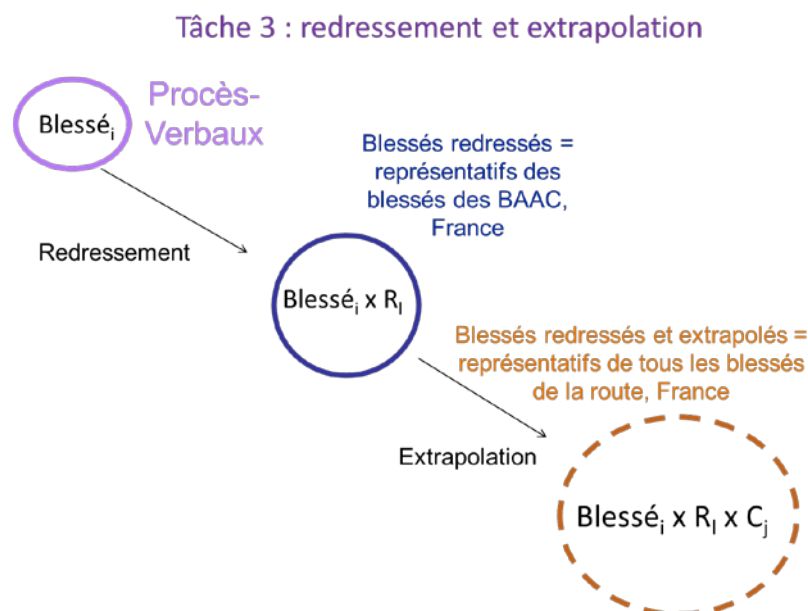 Tâche 3 : redressement et extrapolation
Blesséi
Procès-
Verbaux
Blessés redressés =
représentatifs des
blessés des BAAC,
France
Redressement
Blesséi x Rl
Blessés redressés et extrapolés =
représentatifs de tous les blessés
de la route, France
Extrapolation
Blesséi x Rl x Cj